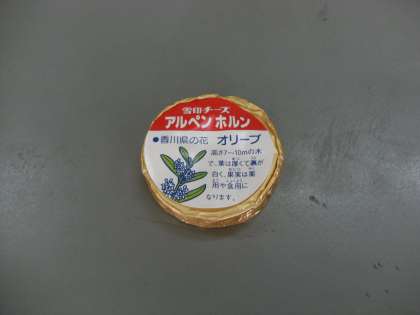 雪印チーズ
アルペン ホルン
●香川県の花 オリーブ
高さ7〜10mの木
で、葉は厚くて裏が
白く、果実は薬
用や食用に
なります。